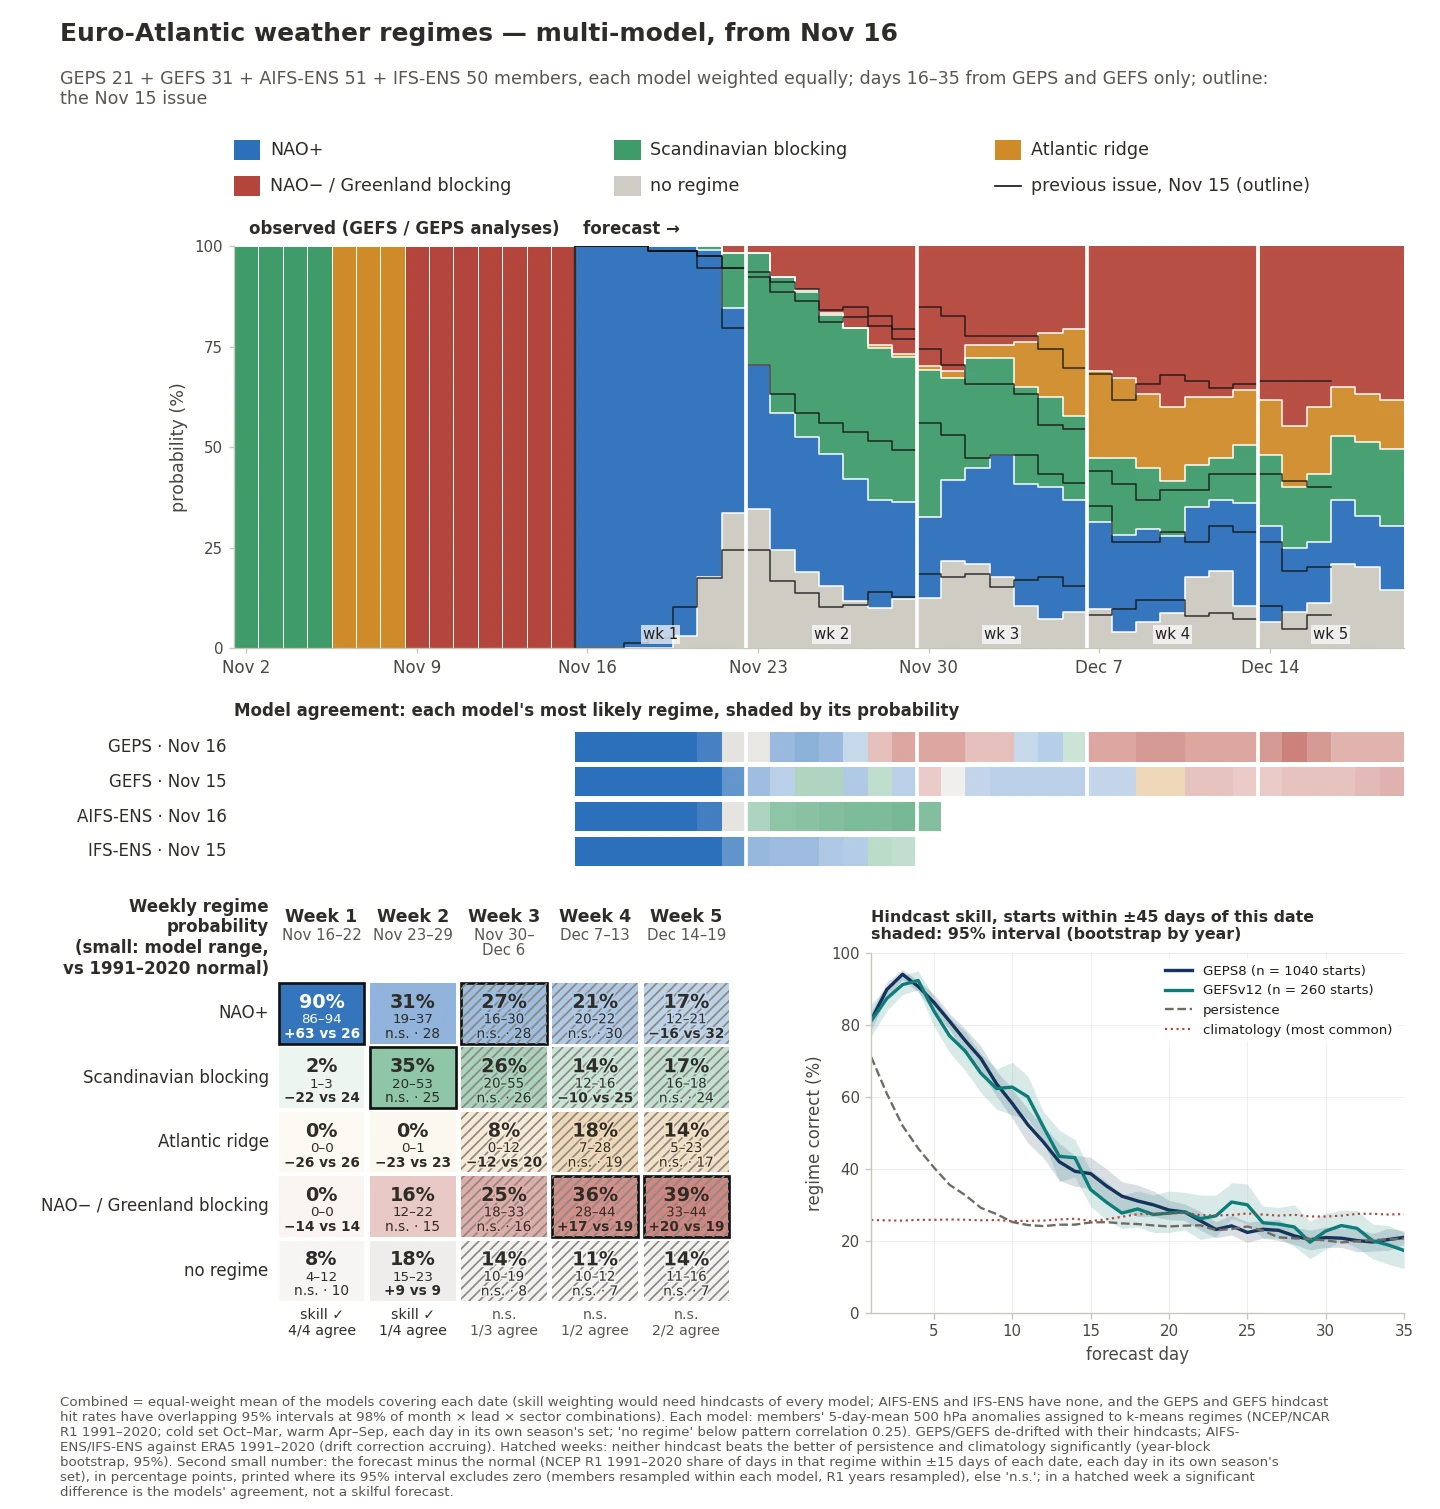 Euro-Atlantic weather regimes — multi-model, from Nov 16
GEPS 21 + GEFS 31 + AIFS-ENS 51 + IFS-ENS 50 members, each model weighted equally; days 16–35 from GEPS and GEFS only; outline:
the Nov 15 issue
NAO+
Scandinavian blocking
Atlantic ridge
NAO− / Greenland blocking
no regime
previous issue, Nov 15 (outline)
observed (GEFS / GEPS analyses)
forecast →
100
75
50
25
0
probability (%)
wk 1
wk 2
wk 3
wk 4
wk 5
Nov 2
Nov 9
Nov 16
Nov 23
Nov 30
Dec 7
Dec 14
Model agreement: each model's most likely regime, shaded by its probability
GEPS · Nov 16
GEFS · Nov 15
AIFS-ENS · Nov 16
IFS-ENS · Nov 15
Weekly regime
probability
(small: model range,
vs 1991–2020 normal)
Week 1
Nov 16–22
Week 2
Nov 23–29
Week 3
Nov 30–
Dec 6
Week 4
Dec 7–13
Week 5
Dec 14–19
NAO+
90%
86–94
+63 vs 26
31%
19–37
n.s. · 28
27%
16–30
n.s. · 28
21%
20–22
n.s. · 30
17%
12–21
−16 vs 32
Scandinavian blocking
2%
1–3
−22 vs 24
35%
20–53
n.s. · 25
26%
20–55
n.s. · 26
14%
12–16
−10 vs 25
17%
16–18
n.s. · 24
Atlantic ridge
0%
0–0
−26 vs 26
0%
0–1
−23 vs 23
8%
0–12
−12 vs 20
18%
7–28
n.s. · 19
14%
5–23
n.s. · 17
NAO− / Greenland blocking
0%
0–0
−14 vs 14
16%
12–22
n.s. · 15
25%
18–33
n.s. · 16
36%
28–44
+17 vs 19
39%
33–44
+20 vs 19
no regime
8%
4–12
n.s. · 10
18%
15–23
+9 vs 9
14%
10–19
n.s. · 8
11%
10–12
n.s. · 7
14%
11–16
n.s. · 7
skill ✓
4/4 agree
skill ✓
1/4 agree
n.s.
1/3 agree
n.s.
1/2 agree
n.s.
2/2 agree
Hindcast skill, starts within ±45 days of this date
shaded: 95% interval (bootstrap by year)
100
80
60
40
20
0
regime correct (%)
GEPS8 (n = 1040 starts)
GEFSv12 (n = 260 starts)
persistence
climatology (most common)
5
10
15
20
25
30
35
forecast day
Combined = equal-weight mean of the models covering each date (skill weighting would need hindcasts of every model; AIFS-ENS and IFS-ENS have none, and the GEPS and GEFS hindcast
hit rates have overlapping 95% intervals at 98% of month × lead × sector combinations). Each model: members' 5-day-mean 500 hPa anomalies assigned to k-means regimes (NCEP/NCAR
R1 1991–2020; cold set Oct–Mar, warm Apr–Sep, each day in its own season's set; 'no regime' below pattern correlation 0.25). GEPS/GEFS de-drifted with their hindcasts; AIFS-
ENS/IFS-ENS against ERA5 1991–2020 (drift correction accruing). Hatched weeks: neither hindcast beats the better of persistence and climatology significantly (year-block
bootstrap, 95%). Second small number: the forecast minus the normal (NCEP R1 1991–2020 share of days in that regime within ±15 days of each date, each day in its own season's
set), in percentage points, printed where its 95% interval excludes zero (members resampled within each model, R1 years resampled), else 'n.s.'; in a hatched week a significant
difference is the models' agreement, not a skilful forecast.